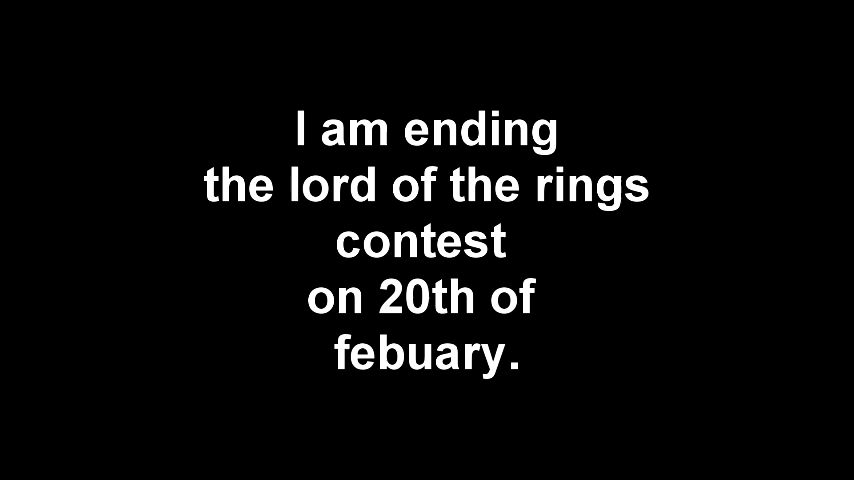 I am ending
the lord of the rings
contest
on 20th of
febuary.